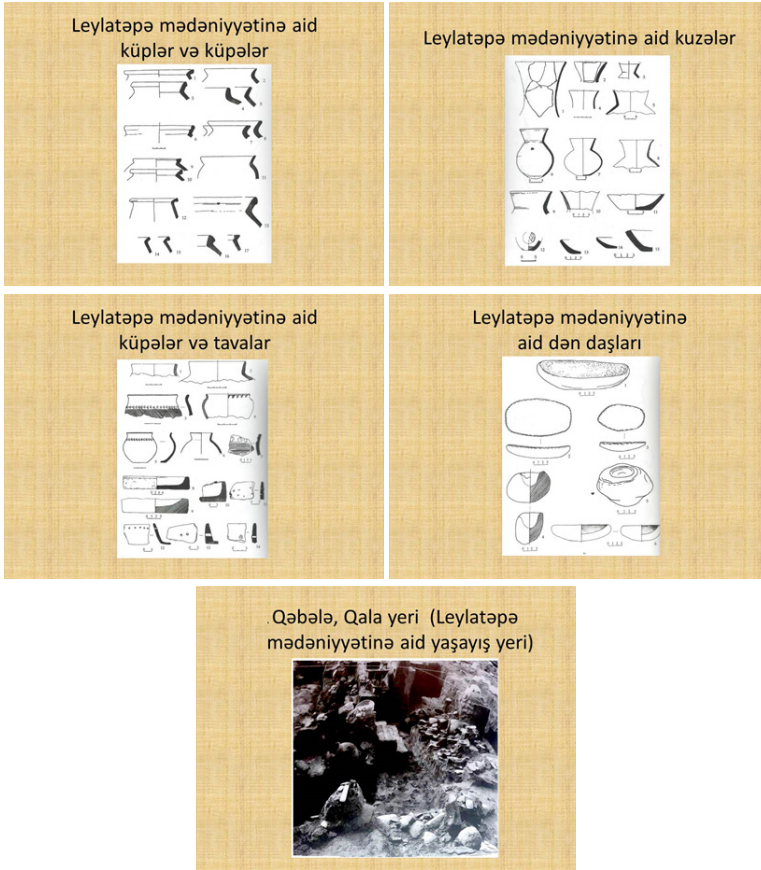 Leylatəpə mədəniyyətinə aid
küplər və küpələr
Leylatəpə mədəniyyətinə aid kuzələr
Leylatəpə mədəniyyətinə aid
küpələr və tavalar
Leylatəpə mədəniyyətinə
aid dən daşları
. Qəbələ, Qala yeri (Leylatəpə
mədəniyyətinə aid yaşayış yeri)